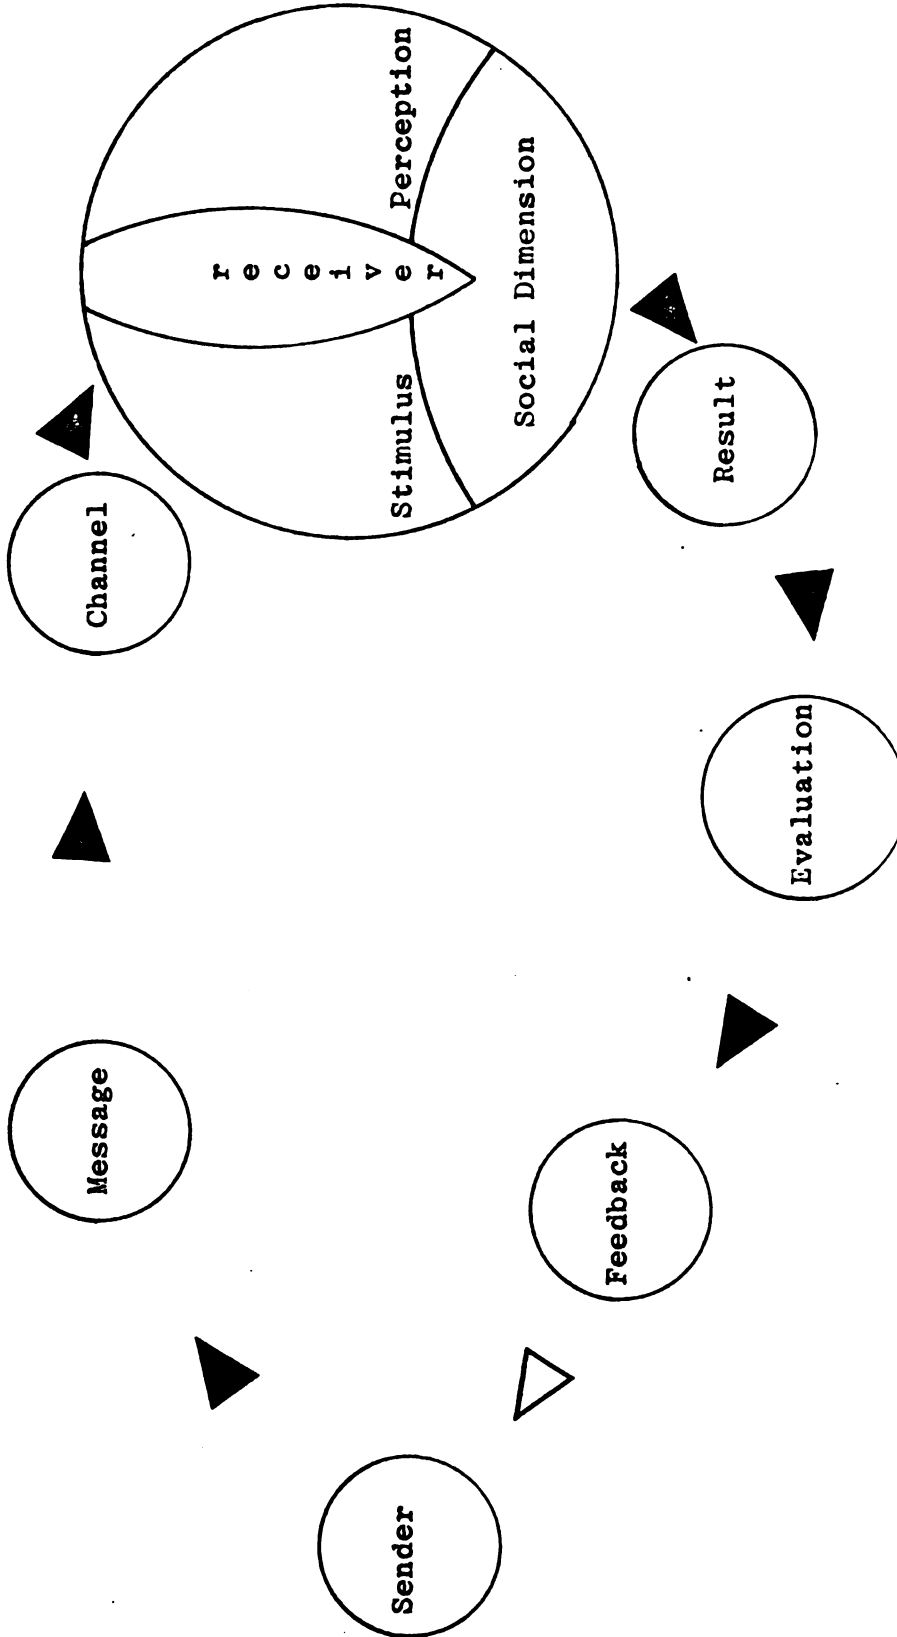 Sender
Message
Channel
Stimulus
receiver
Perception
Social Dimension
Result
Evaluation
Feedback